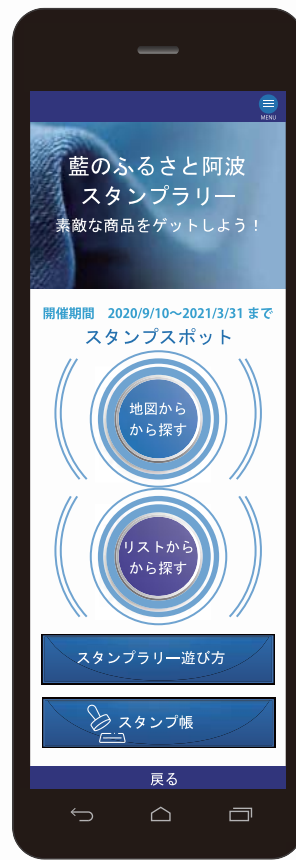 MENU
藍のふるさと阿波
スタンプラリー
素敵な商品をゲットしよう！
開催期間　2020/9/10〜2021/3/31 まで
スタンプスポット
地図から
から探す
リストから
から探す
スタンプラリー遊び方
スタンプ帳
戻る